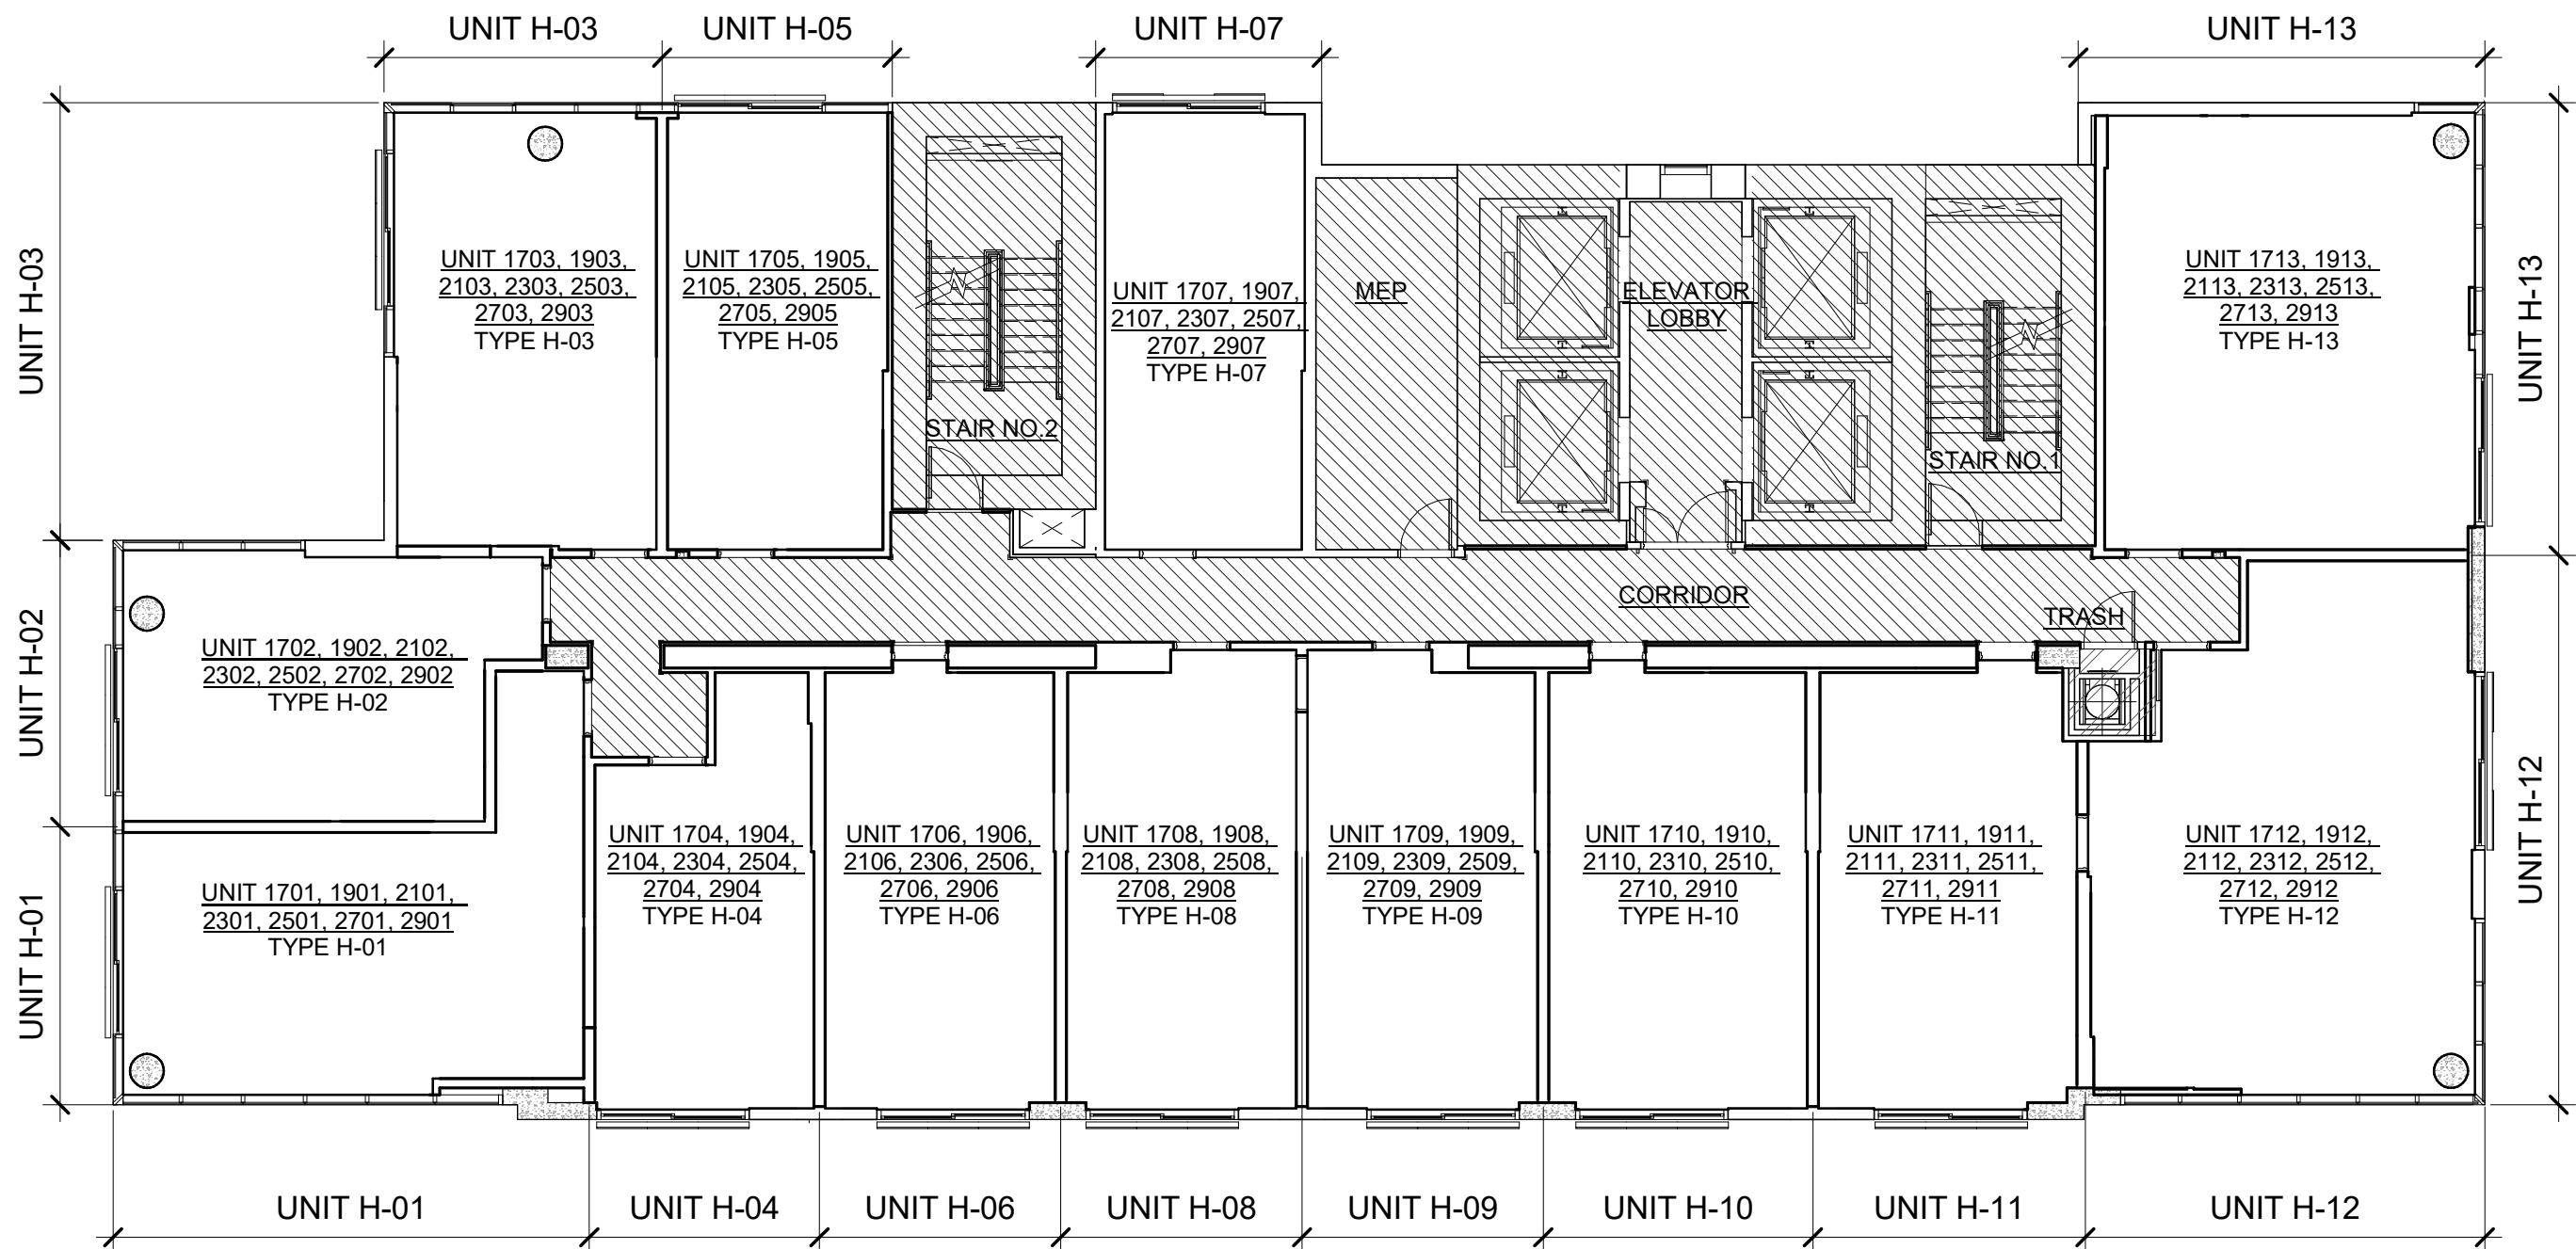 UNIT H-03
UNIT H-05
UNIT H-07
UNIT H-13
UNIT H-03
UNIT H-02
UNIT H-01
UNIT 1703, 1903,
2103, 2303, 2503,
2703, 2903
TYPE H-03
UNIT 1705, 1905,
2105, 2305, 2505,
2705, 2905
TYPE H-05
STAIR NO.2
UNIT 1707, 1907,
2107, 2307, 2507,
2707, 2907
TYPE H-07
MEP
ELEVATOR
LOBBY
STAIR NO.1
UNIT 1713, 1913,
2113, 2313, 2513,
2713, 2913
TYPE H-13
UNIT H-13
UNIT H-12
CORRIDOR
TRASH
UNIT 1702, 1902, 2102,
2302, 2502, 2702, 2902
TYPE H-02
UNIT 1701, 1901, 2101,
2301, 2501, 2701, 2901
TYPE H-01
UNIT 1704, 1904,
2104, 2304, 2504,
2704, 2904
TYPE H-04
UNIT 1706, 1906,
2106, 2306, 2506,
2706, 2906
TYPE H-06
UNIT 1708, 1908,
2108, 2308, 2508,
2708, 2908
TYPE H-08
UNIT 1709, 1909,
2109, 2309, 2509,
2709, 2909
TYPE H-09
UNIT 1710, 1910,
2110, 2310, 2510,
2710, 2910
TYPE H-10
UNIT 1711, 1911,
2111, 2311, 2511,
2711, 2911
TYPE H-11
UNIT 1712, 1912,
2112, 2312, 2512,
2712, 2912
TYPE H-12
UNIT H-01
UNIT H-04
UNIT H-06
UNIT H-08
UNIT H-09
UNIT H-10
UNIT H-11
UNIT H-12